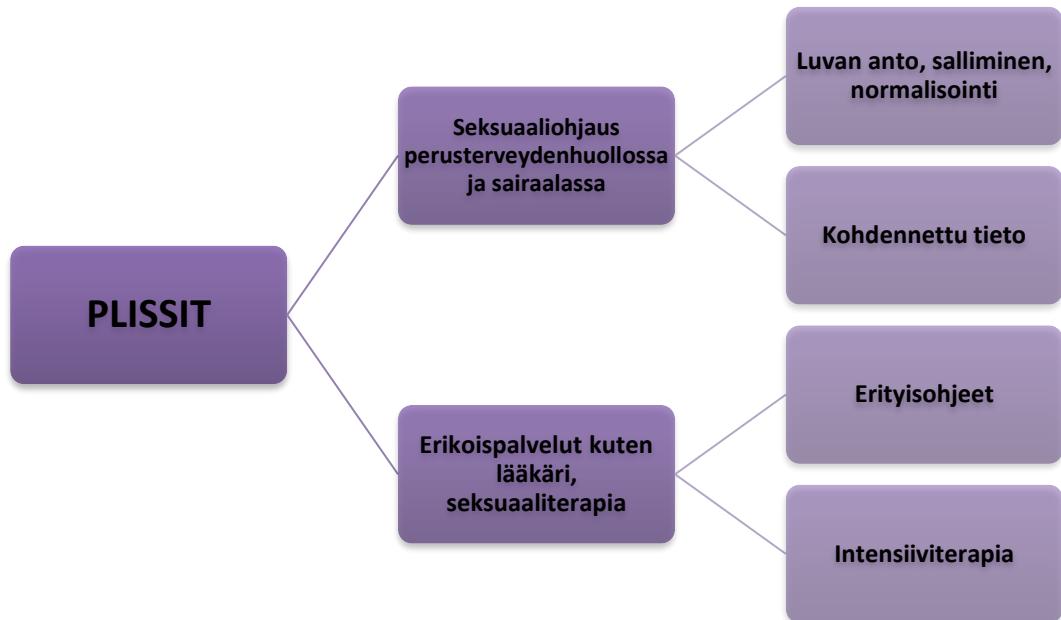 PLISSIT
Seksuaaliohjaus
perusterveydenhuollossa
ja sairaalassa
Luvan anto, salliminen,
normalisointi
Kohdennettu tieto
Erikoispalvelut kuten
lääkäri,
seksuaaliterapia
Erityisohjeet
Intensiiviterapia